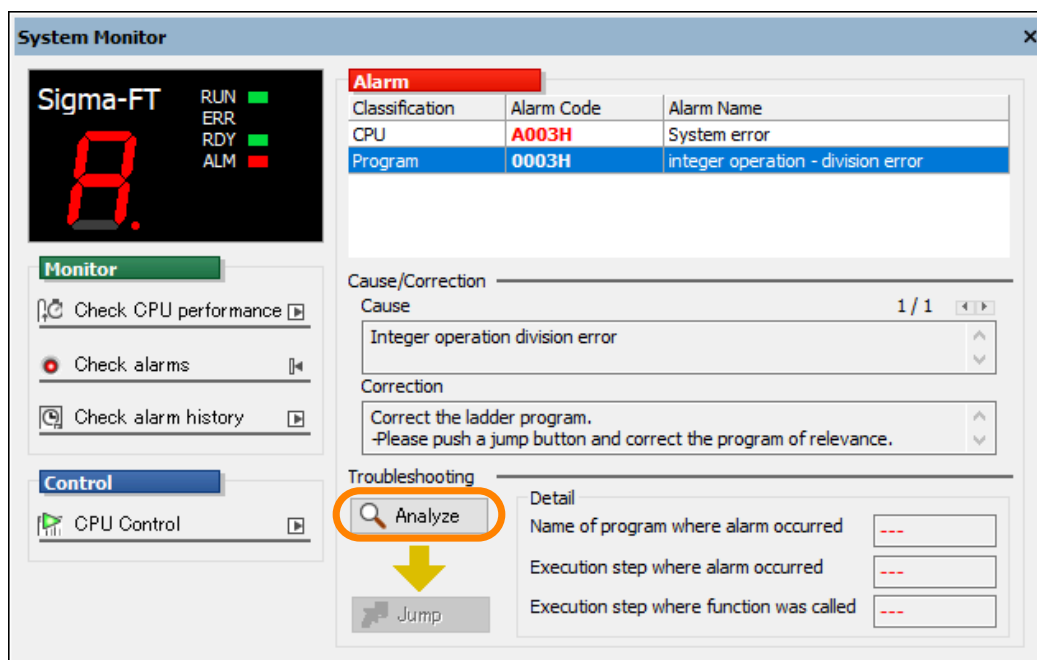 System Monitor
Sigma-FT
RUN
ERR
RDY
ALM
A.
Monitor
Check CPU performance
Check alarms
Check alarm history
Control
CPU Control
Alarm
Classification Alarm Code Alarm Name
CPU A003H System error
Program 0003H integer operation - division error
Cause/Correction
Cause 1 / 1
Integer operation division error
Correction
Correct the ladder program.
-Please push a jump button and correct the program of relevance.
Troubleshooting
Analyze
Jump
Detail
Name of program where alarm occurred ---
Execution step where alarm occurred ---
Execution step where function was called ---